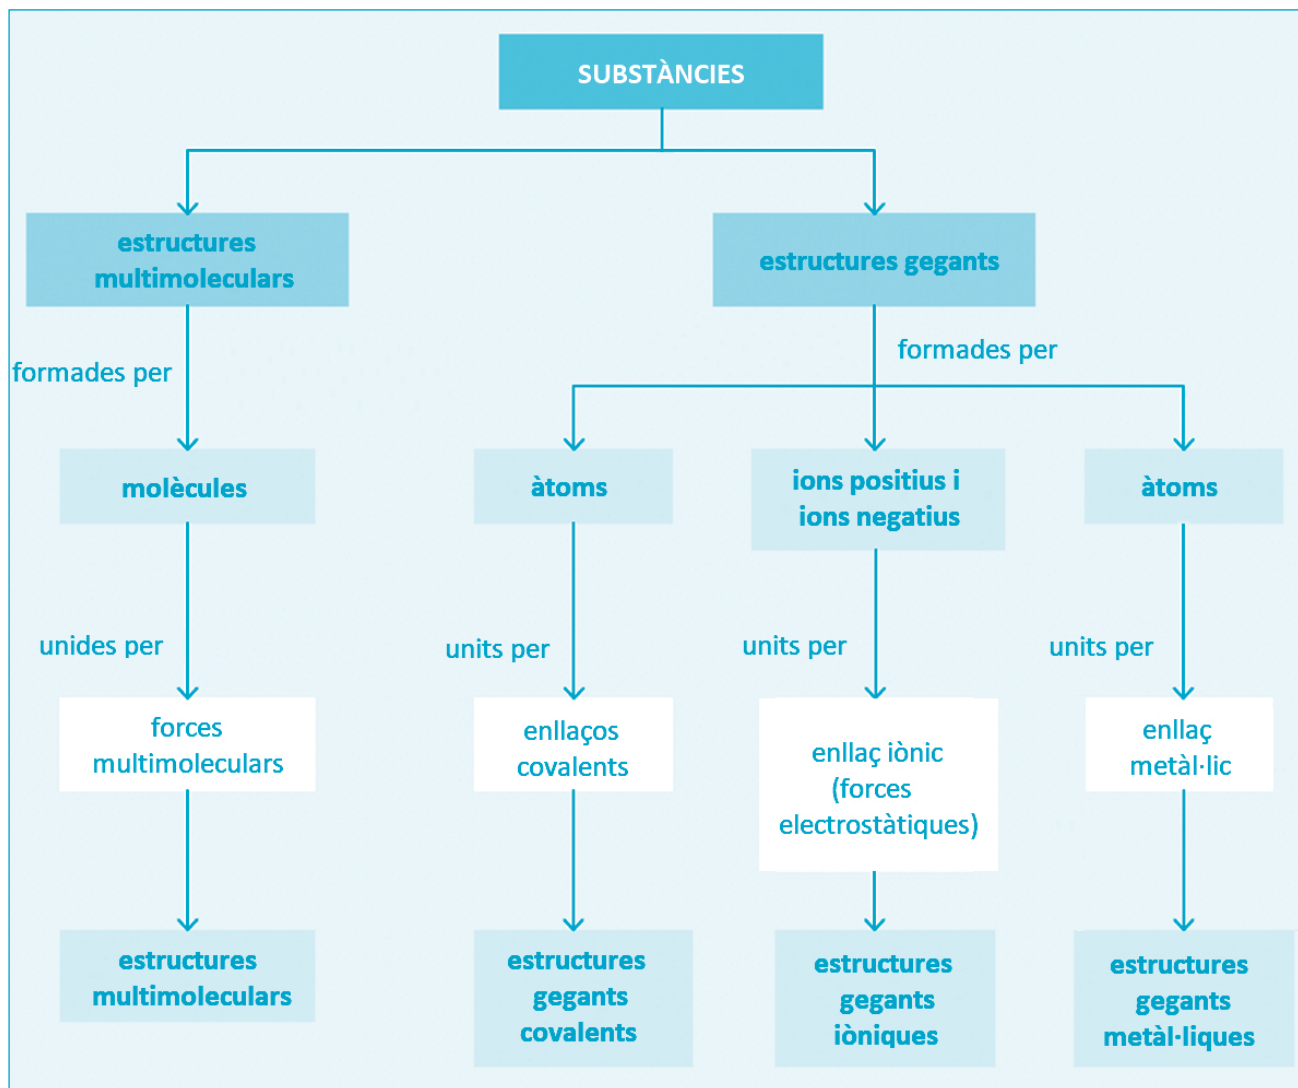 SUBSTÀNCIES
estructures
multimoleculars
estructures gegants
formades per
formades per
molècules
àtoms
ions positius i
ions negatius
àtoms
unides per
units per
units per
units per
forces
multimoleculars
enllaços
covalents
enllaç iònic
(forces
electrostàtiques)
enllaç
metàl·lic
estructures
multimoleculars
estructures
gegants
covalents
estructures
gegants
iòniques
estructures
gegants
metàl·liques